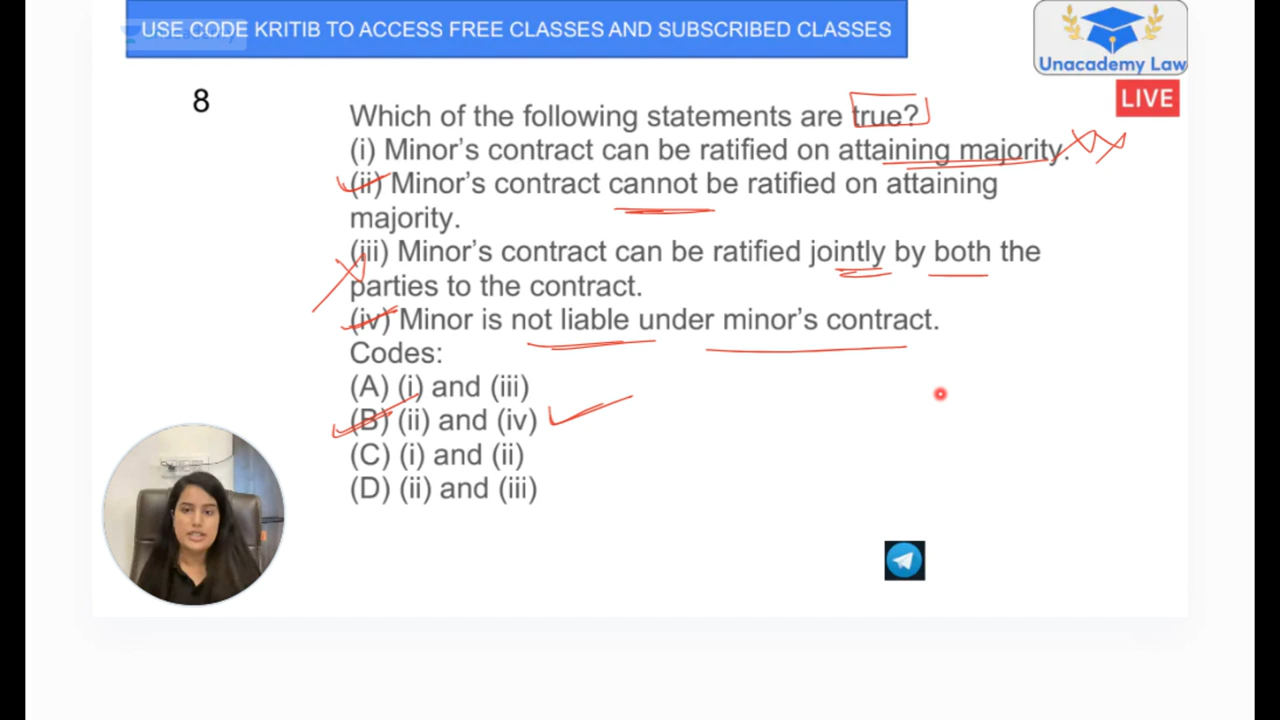 USE CODE KRITIB TO ACCESS FREE CLASSES AND SUBSCRIBED CLASSES
Unacademy Law
LIVE
8
Which of the following statements are true?
(i) Minor's contract can be ratified on attaining majority.
(ii) Minor's contract cannot be ratified on attaining
majority.
(iii) Minor's contract can be ratified jointly by both the
parties to the contract.
(iv) Minor is not liable under minor's contract.
Codes:
(A) (i) and (iii)
(B) (ii) and (iv)
(C) (i) and (ii)
(D) (ii) and (iii)